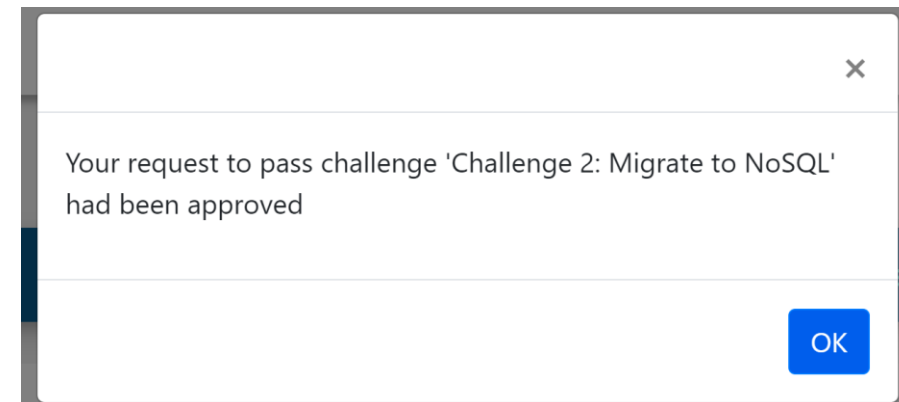 ×
Your request to pass challenge 'Challenge 2: Migrate to NoSQL'
had been approved
OK